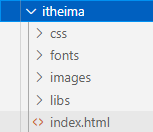 itheima
css
fonts
images
libs
<> index.html